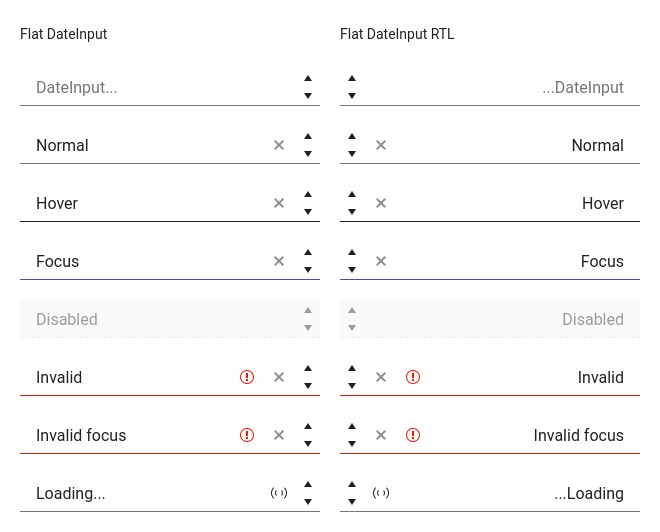 Flat DateInput
Flat DateInput RTL
DateInput...
...DateInput
Normal
Normal
Hover
Hover
Focus
Focus
Disabled
Disabled
Invalid
Invalid
Invalid focus
Invalid focus
Loading...
...Loading